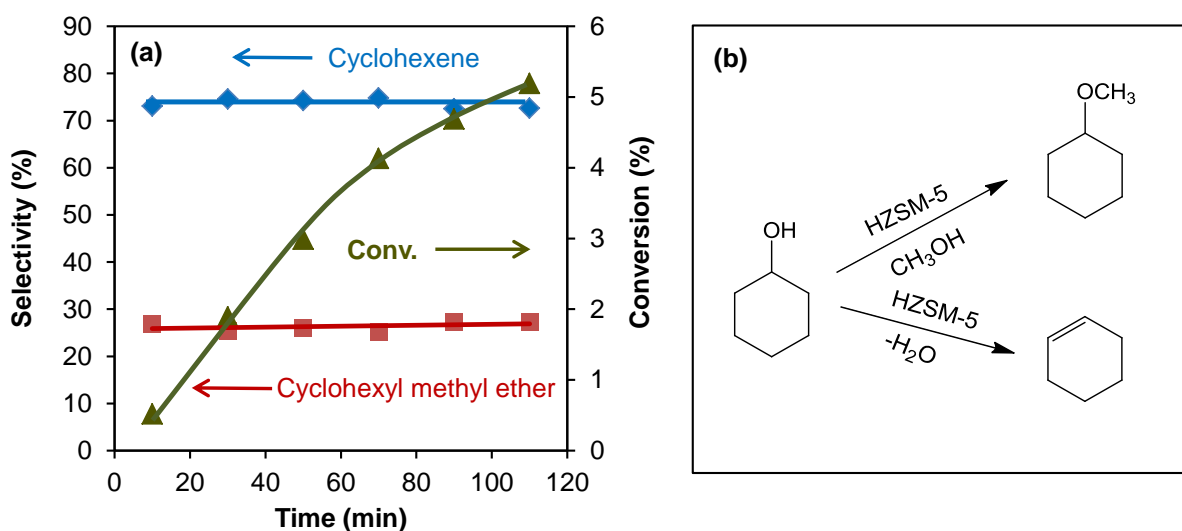 (a)
Cyclohexene
Conv.
Cyclohexyl methyl ether
Selectivity (%)
90
80
70
60
50
40
30
20
10
0
Conversion (%)
6
5
4
3
2
1
0
0 20 40 60 80 100 120
Time (min)
(b)
OH
HZSM-5
CH₃OH
OCH₃
HZSM-5
-H₂O